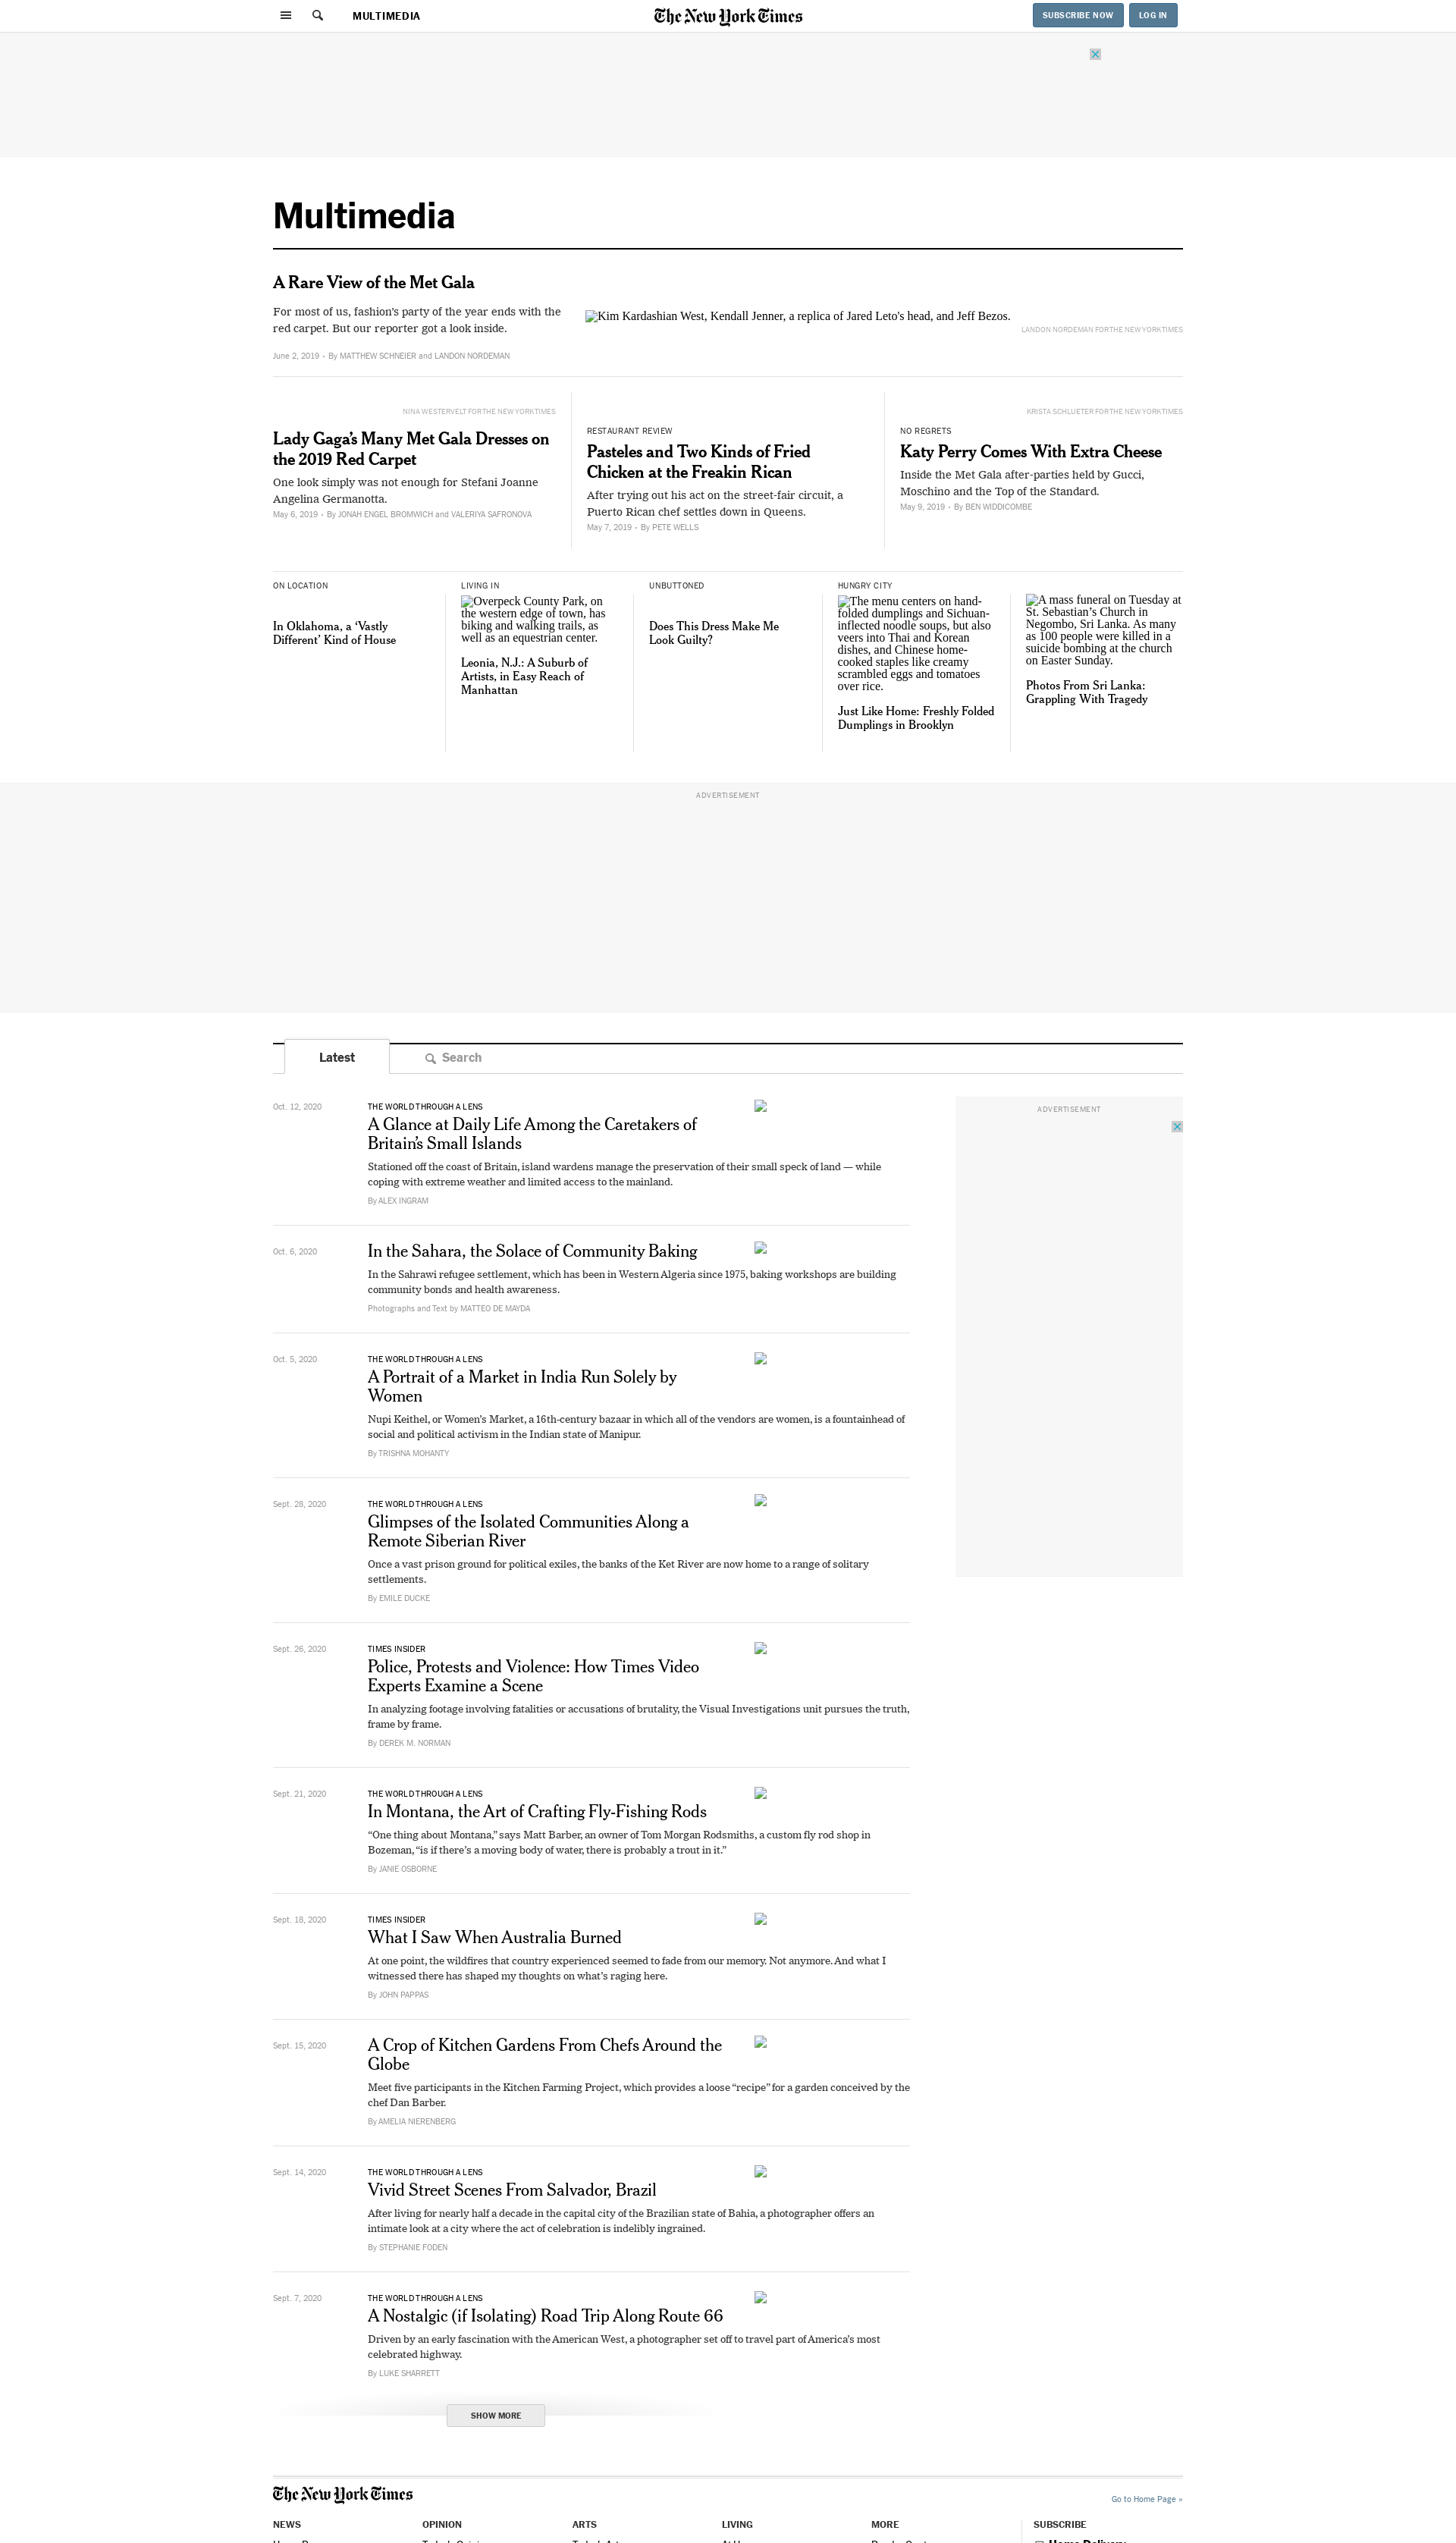 MULTIMEDIA
The New York Times
SUBSCRIBE NOW
LOG IN
Multimedia
A Rare View of the Met Gala
For most of us, fashion’s party of the year ends with the
red carpet. But our reporter got a look inside.
June 2, 2019 • By MATTHEW SCHNEIER and LANDON NORDEMAN
Kim Kardashian West, Kendall Jenner, a replica of Jared Leto's head, and Jeff Bezos.
LANDON NORDEMAN FOR THE NEW YORK TIMES
NINA WESTERVELT FOR THE NEW YORK TIMES
Lady Gaga’s Many Met Gala Dresses on
the 2019 Red Carpet
One look simply was not enough for Stefani Joanne
Angelina Germanotta.
May 6, 2019 • By JONAH ENGEL BROMWICH and VALERIYA SAFRONOVA
RESTAURANT REVIEW
Pasteles and Two Kinds of Fried
Chicken at the Freakin Rican
After trying out his act on the street-fair circuit, a
Puerto Rican chef settles down in Queens.
May 7, 2019 • By PETE WELLS
KRISTA SCHLUETER FOR THE NEW YORK TIMES
NO REGRETS
Katy Perry Comes With Extra Cheese
Inside the Met Gala after-parties held by Gucci,
Moschino and the Top of the Standard.
May 9, 2019 • By BEN WIDDICOMBE
ON LOCATION
In Oklahoma, a ‘Vastly
Different’ Kind of House
LIVING IN
Overpeck County Park, on
the western edge of town, has
biking and walking trails, as
well as an equestrian center.
Leonia, N.J.: A Suburb of
Artists, in Easy Reach of
Manhattan
UNBUTTONED
Does This Dress Make Me
Look Guilty?
HUNGRY CITY
The menu centers on hand-
folded dumplings and Sichuan-
inflected noodle soups, but also
veers into Thai and Korean
dishes, and Chinese home-
cooked staples like creamy
scrambled eggs and tomatoes
over rice.
Just Like Home: Freshly Folded
Dumplings in Brooklyn
A mass funeral on Tuesday at
St. Sebastian’s Church in
Negombo, Sri Lanka. As many
as 100 people were killed in a
suicide bombing at the church
on Easter Sunday.
Photos From Sri Lanka:
Grappling With Tragedy
ADVERTISEMENT
Latest
Search
Oct. 12, 2020
THE WORLD THROUGH A LENS
A Glance at Daily Life Among the Caretakers of
Britain’s Small Islands
Stationed off the coast of Britain, island wardens manage the preservation of their small speck of land — while
coping with extreme weather and limited access to the mainland.
By ALEX INGRAM
ADVERTISEMENT
Oct. 6, 2020
In the Sahara, the Solace of Community Baking
In the Sahrawi refugee settlement, which has been in Western Algeria since 1975, baking workshops are building
community bonds and health awareness.
Photographs and Text by MATTEO DE MAYDA
Oct. 5, 2020
THE WORLD THROUGH A LENS
A Portrait of a Market in India Run Solely by
Women
Nupi Keithel, or Women’s Market, a 16th-century bazaar in which all of the vendors are women, is a fountainhead of
social and political activism in the Indian state of Manipur.
By TRISHNA MOHANTY
Sept. 28, 2020
THE WORLD THROUGH A LENS
Glimpses of the Isolated Communities Along a
Remote Siberian River
Once a vast prison ground for political exiles, the banks of the Ket River are now home to a range of solitary
settlements.
By EMILE DUCKE
Sept. 26, 2020
TIMES INSIDER
Police, Protests and Violence: How Times Video
Experts Examine a Scene
In analyzing footage involving fatalities or accusations of brutality, the Visual Investigations unit pursues the truth,
frame by frame.
By DEREK M. NORMAN
Sept. 21, 2020
THE WORLD THROUGH A LENS
In Montana, the Art of Crafting Fly-Fishing Rods
“One thing about Montana,” says Matt Barber, an owner of Tom Morgan Rodsmiths, a custom fly rod shop in
Bozeman, “is if there’s a moving body of water, there is probably a trout in it.”
By JANIE OSBORNE
Sept. 18, 2020
TIMES INSIDER
What I Saw When Australia Burned
At one point, the wildfires that country experienced seemed to fade from our memory. Not anymore. And what I
witnessed there has shaped my thoughts on what’s raging here.
By JOHN PAPPAS
Sept. 15, 2020
A Crop of Kitchen Gardens From Chefs Around the
Globe
Meet five participants in the Kitchen Farming Project, which provides a loose “recipe” for a garden conceived by the
chef Dan Barber.
By AMELIA NIERENBERG
Sept. 14, 2020
THE WORLD THROUGH A LENS
Vivid Street Scenes From Salvador, Brazil
After living for nearly half a decade in the capital city of the Brazilian state of Bahia, a photographer offers an
intimate look at a city where the act of celebration is indelibly ingrained.
By STEPHANIE FODEN
Sept. 7, 2020
THE WORLD THROUGH A LENS
A Nostalgic (if Isolating) Road Trip Along Route 66
Driven by an early fascination with the American West, a photographer set off to travel part of America’s most
celebrated highway.
By LUKE SHARRETT
SHOW MORE
The New York Times
Go to Home Page »
NEWS
OPINION
ARTS
LIVING
MORE
SUBSCRIBE